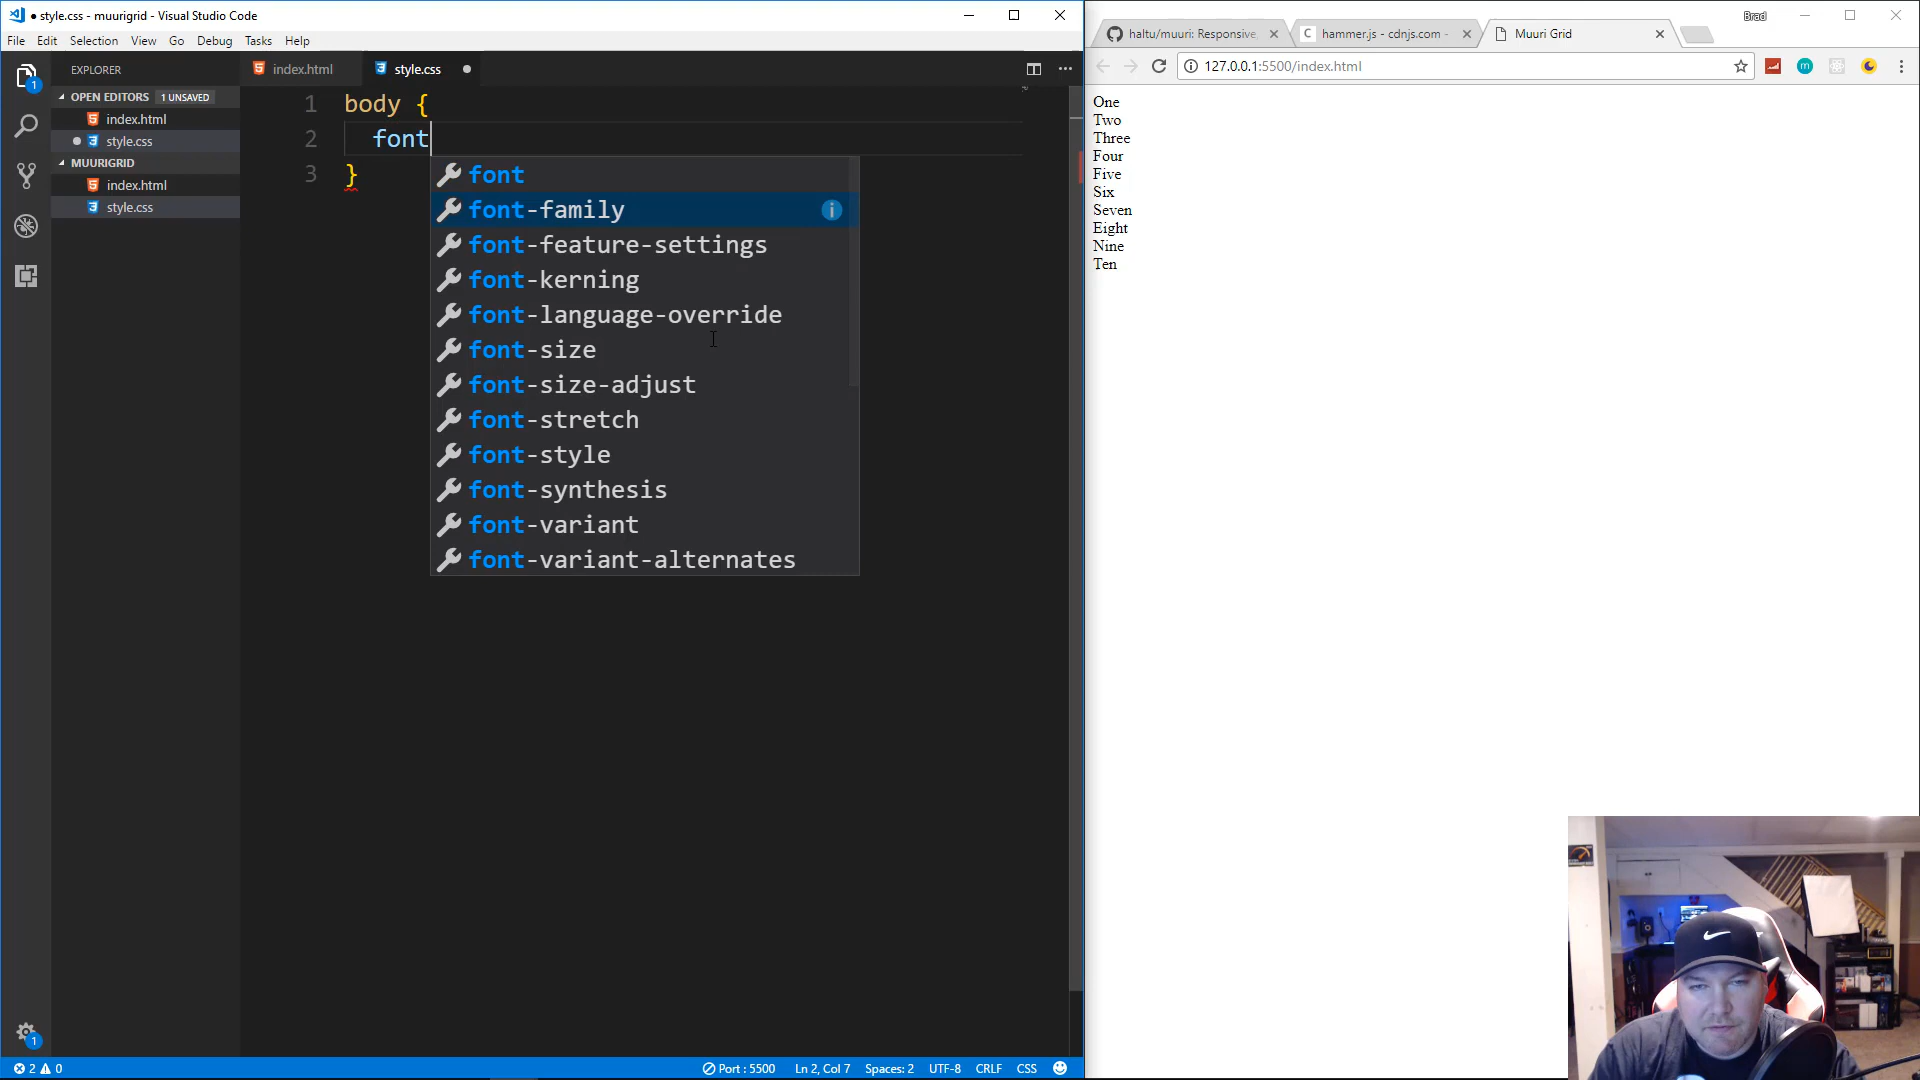 style.css - muurigrid - Visual Studio Code
File Edit Selection View Go Debug Tasks Help
EXPLORER
OPEN EDITORS 1 UNSAVED
index.html
style.css
MUURIGRID
index.html
style.css
1
1
index.html
style.css
1 body {
2 font
3 }
font
font-family
font-feature-settings
font-kerning
font-language-override
font-size
font-size-adjust
font-stretch
font-style
font-synthesis
font-variant
font-variant-alternates
2 0
Port : 5500 Ln 2, Col 7 Spaces: 2 UTF-8 CRLF CSS
Brad
haltu/muuri: Responsive,
hammer.js - cdnjs.com -
Muuri Grid
127.0.0.1:5500/index.html
One
Two
Three
Four
Five
Six
Seven
Eight
Nine
Ten